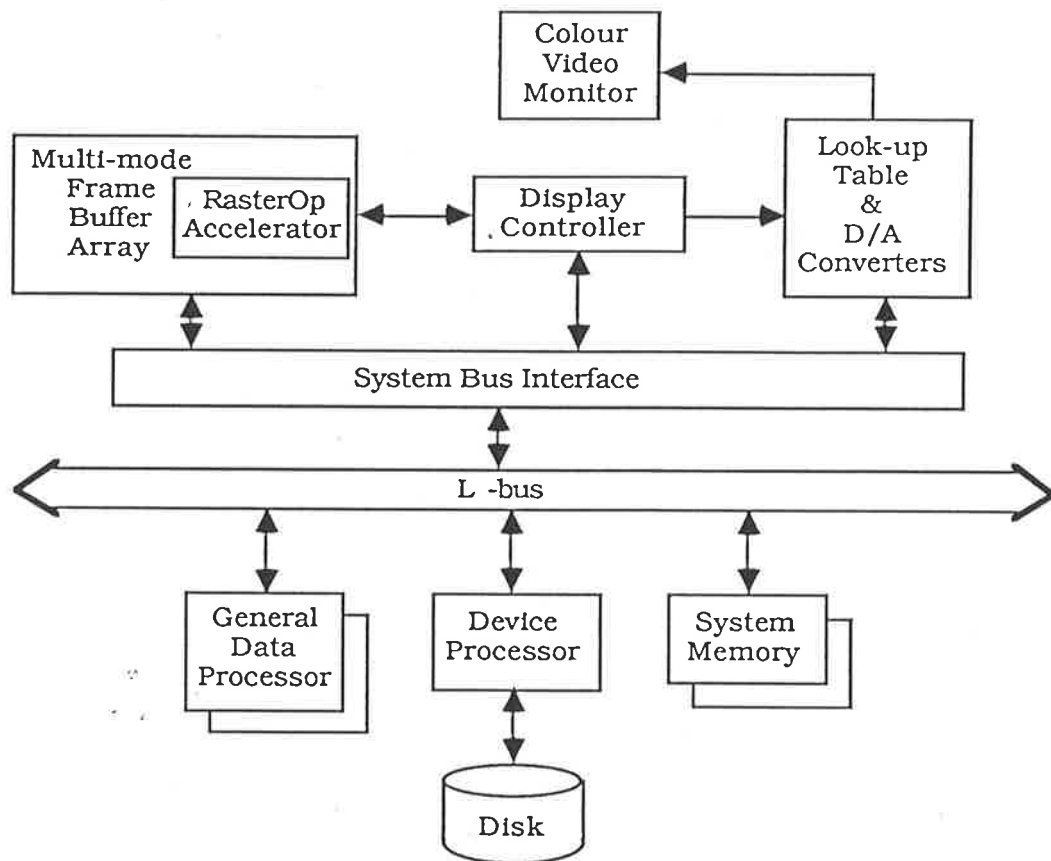 Colour
Video
Monitor
Multi-mode
Frame
Buffer
Array
RasterOp
Accelerator
Display
Controller
Look-up
Table
&
D/A
Converters
System Bus Interface
L -bus
General
Data
Processor
Device
Processor
System
Memory
Disk